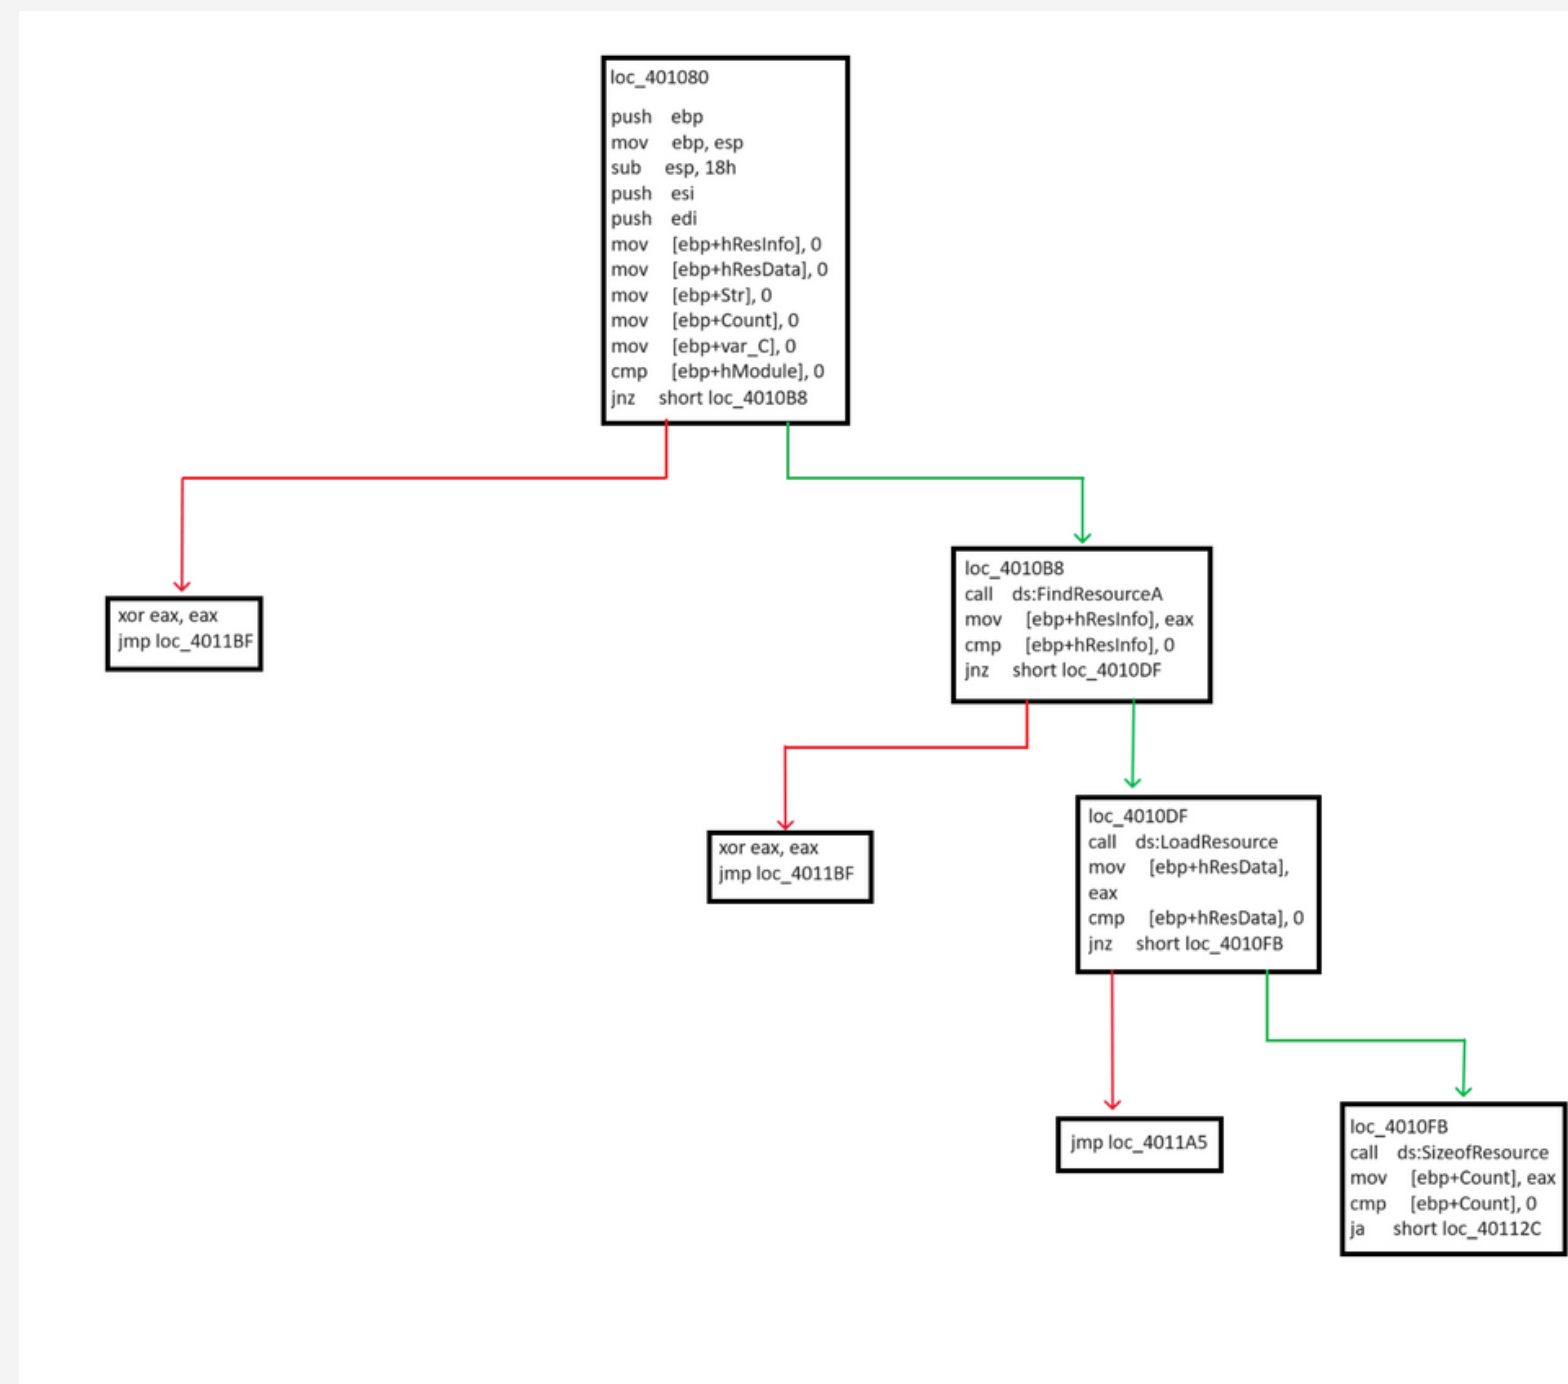 loc_401080
push ebp
mov ebp, esp
sub esp, 18h
push esi
push edi
mov [ebp+hResInfo], 0
mov [ebp+hResData], 0
mov [ebp+Str], 0
mov [ebp+Count], 0
mov [ebp+var_C], 0
cmp [ebp+hModule], 0
jnz short loc_4010B8
xor eax, eax
jmp loc_4011BF
loc_4010B8
call ds:FindResourceA
mov [ebp+hResInfo], eax
cmp [ebp+hResInfo], 0
jnz short loc_4010DF
xor eax, eax
jmp loc_4011BF
loc_4010DF
call ds:LoadResource
mov [ebp+hResData],
eax
cmp [ebp+hResData], 0
jnz short loc_4010FB
jmp loc_4011A5
loc_4010FB
call ds:SizeofResource
mov [ebp+Count], eax
cmp [ebp+Count], 0
ja short loc_40112C